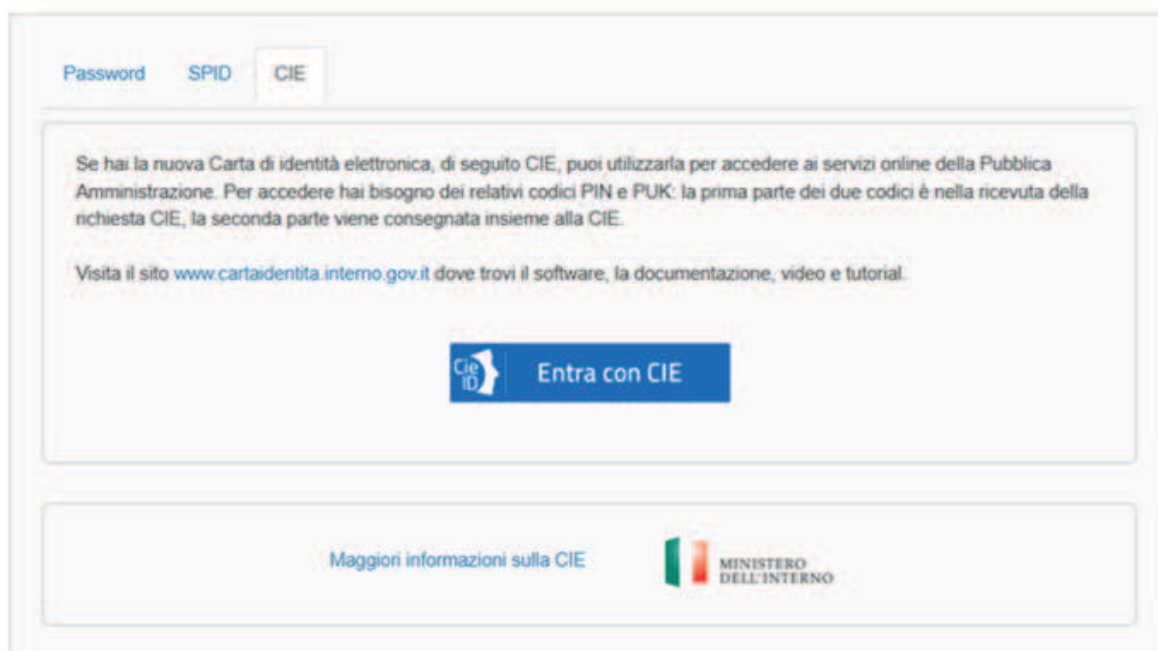 Password SPID CIE
Se hai la nuova Carta di identità elettronica, di seguito CIE, puoi utilizzarla per accedere ai servizi online della Pubblica
Amministrazione. Per accedere hai bisogno dei relativi codici PIN e PUK: la prima parte dei due codici è nella ricevuta della
richiesta CIE, la seconda parte viene consegnata insieme alla CIE.
Visita il sito www.cartaidentita.interno.gov.it dove trovi il software, la documentazione, video e tutorial.
Cie
ID
Entra con CIE
Maggiori informazioni sulla CIE
MINISTERO
DELL'INTERNO